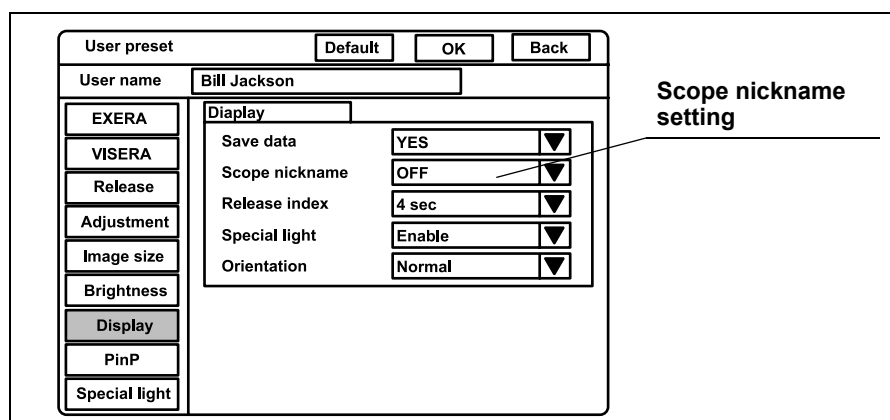 User preset Default OK Back
User name Bill Jackson
Scope nickname
setting
EXERA
VISERA
Release
Adjustment
Image size
Brightness
Display
PinP
Special light
Diaplay
Save data YES
Scope nickname OFF
Release index 4 sec
Special light Enable
Orientation Normal